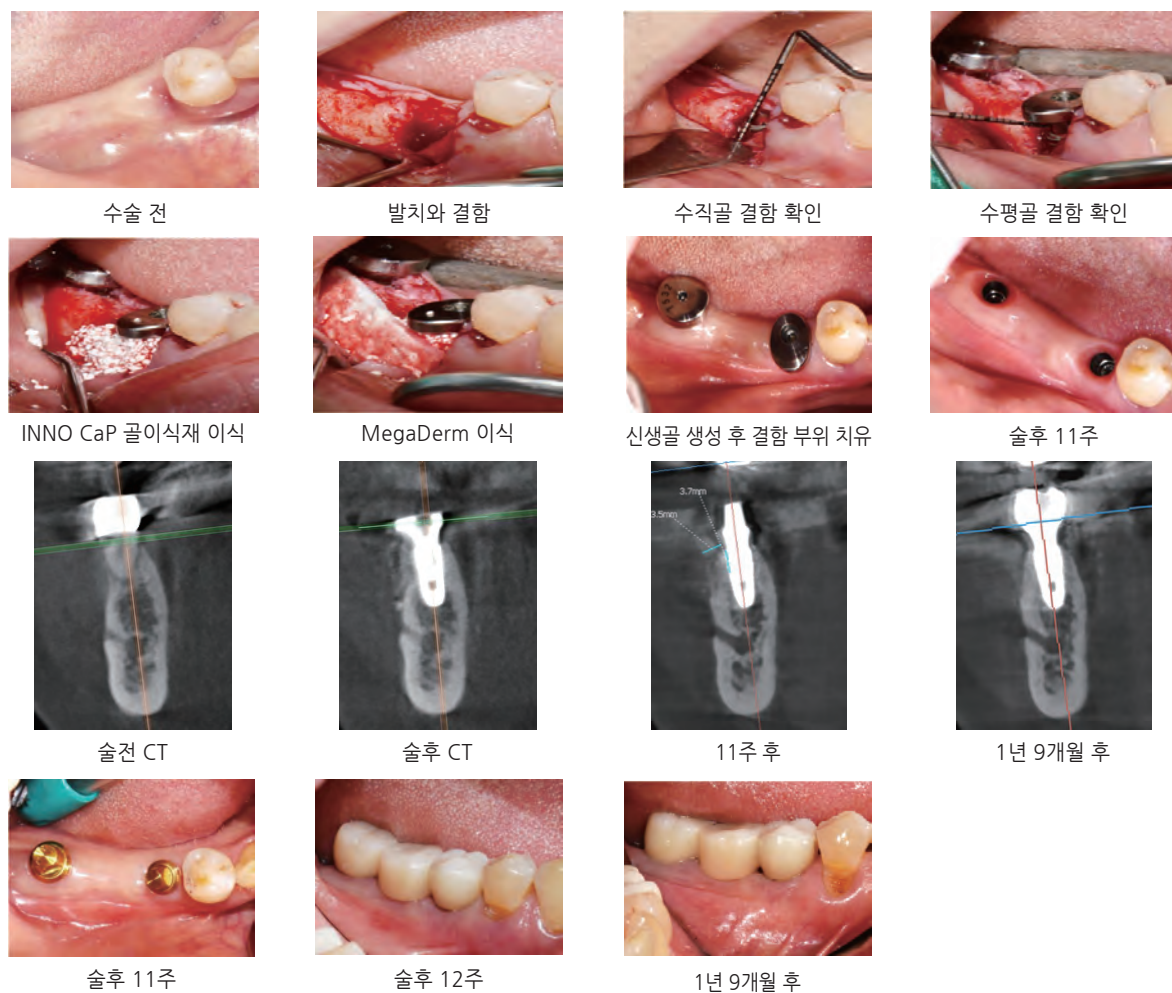 수술 전
발치와 결함
수직골 결함 확인
수평골 결함 확인
INNO CaP 골이식재 이식
MegaDerm 이식
신생골 생성 후 결함 부위 치유
술후 11주
3.7mm
3.5mm
술전 CT
술후 CT
11주 후
1년 9개월 후
술후 11주
술후 12주
1년 9개월 후